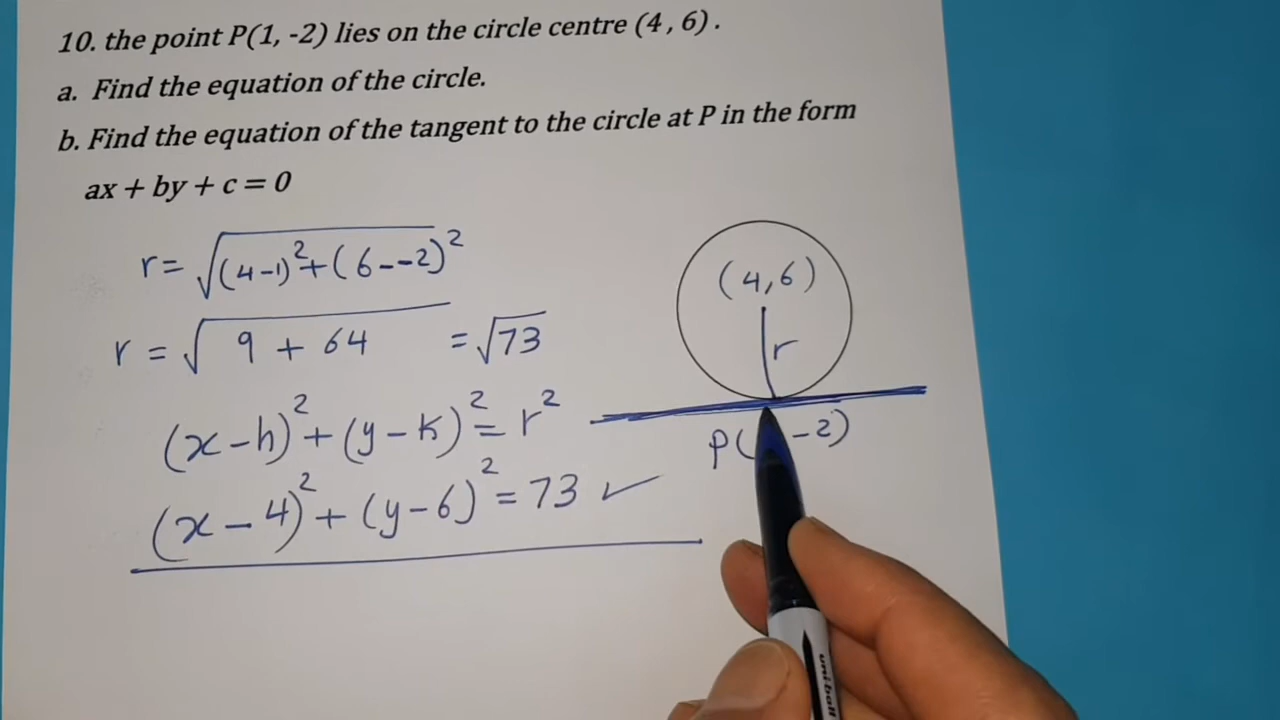 10. the point P(1, -2) lies on the circle centre (4 , 6) .
a. Find the equation of the circle.
b. Find the equation of the tangent to the circle at P in the form
ax + by + c = 0
r = √(4-1)²+(6--2)²
r = √ 9 + 64 = √73
(x-h)²+(y-k)²=r²
(x-4)²+(y-6)²=73 ✓
(4,6)
r
P( -2)
uniball